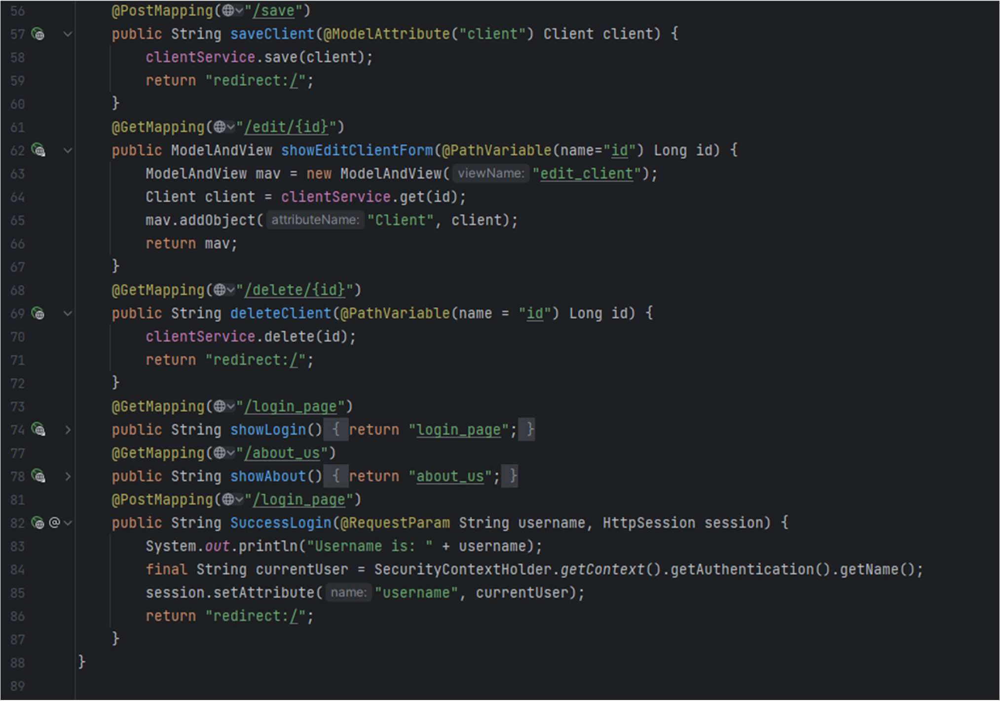 56 @PostMapping("/save")
57 public String saveClient(@ModelAttribute("client") Client client) {
58 clientService.save(client);
59 return "redirect:/";
60 }
61 @GetMapping("/edit/{id}")
62 public ModelAndView showEditClientForm(@PathVariable(name="id") Long id) {
63 ModelAndView mav = new ModelAndView( viewName: "edit_client");
64 Client client = clientService.get(id);
65 mav.addObject( attributeName: "Client", client);
66 return mav;
67 }
68 @GetMapping("/delete/{id}")
69 public String deleteClient(@PathVariable(name = "id") Long id) {
70 clientService.delete(id);
71 return "redirect:/";
72 }
73 @GetMapping("/login_page")
74 public String showLogin() { return "login_page"; }
77 @GetMapping("/about_us")
78 public String showAbout() { return "about_us"; }
81 @PostMapping("/login_page")
82 @ public String SuccessLogin(@RequestParam String username, HttpSession session) {
83 System.out.println("Username is: " + username);
84 final String currentUser = SecurityContextHolder.getContext().getAuthentication().getName();
85 session.setAttribute( name: "username", currentUser);
86 return "redirect:/";
87 }
88 }
89